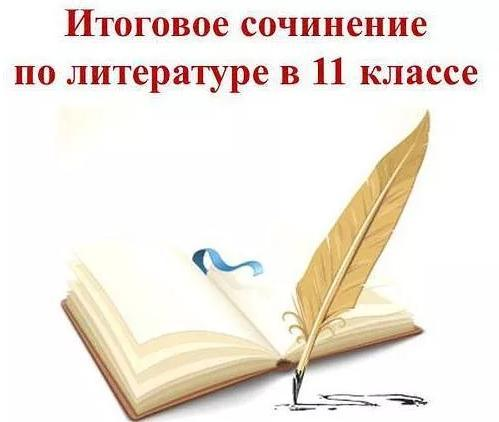 Итоговое сочинение
по литературе в 11 классе